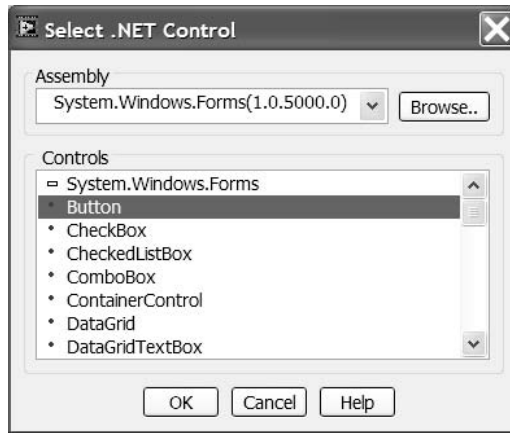 Select .NET Control
Assembly
System.Windows.Forms(1.0.5000.0)
Browse..
Controls
System.Windows.Forms
Button
CheckBox
CheckedListBox
ComboBox
ContainerControl
DataGrid
DataGridTextBox
OK Cancel Help